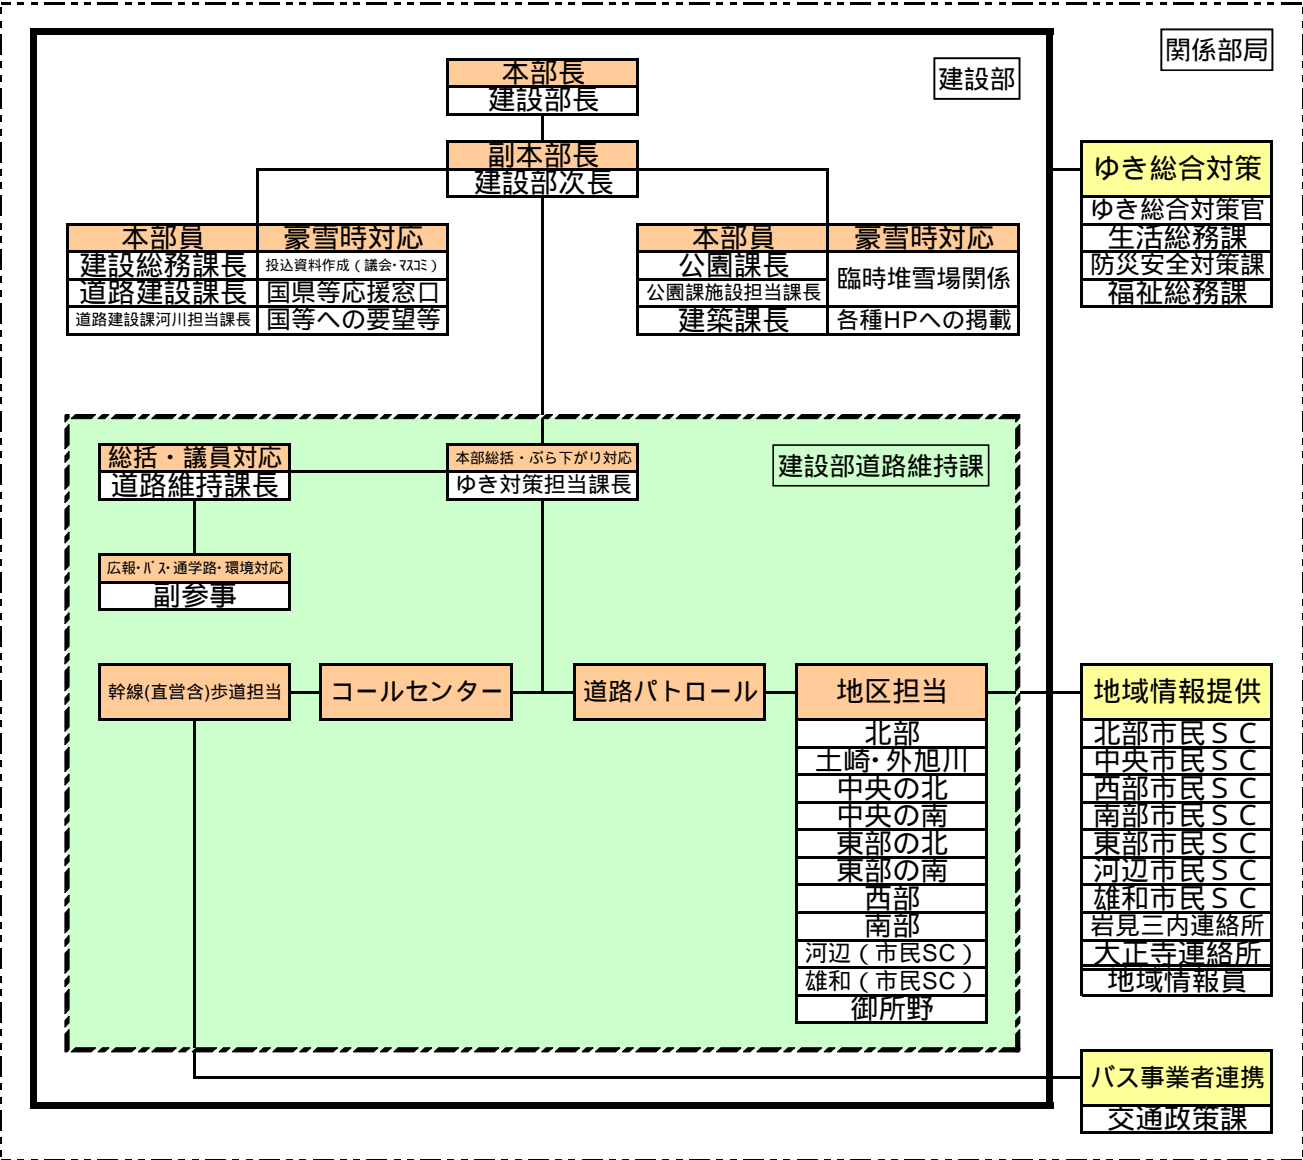 関係部局
建設部
本部長
建設部長
副本部長
建設部次長
本部員 豪雪時対応
建設総務課長 投込資料作成（議会・ﾏｽｺﾐ）
道路建設課長 国県等応援窓口
道路建設課河川担当課長 国等への要望等
本部員 豪雪時対応
公園課長 臨時堆雪場関係
公園課施設担当課長
建築課長 各種HPへの掲載
ゆき総合対策
ゆき総合対策官
生活総務課
防災安全対策課
福祉総務課
総括・議員対応
道路維持課長
本部総括・ぶら下がり対応
ゆき対策担当課長
建設部道路維持課
広報・ﾊﾞｽ・通学路・環境対応
副参事
幹線(直営含)歩道担当
コールセンター
道路パトロール
地区担当
北部
土崎・外旭川
中央の北
中央の南
東部の北
東部の南
西部
南部
河辺（市民SC）
雄和（市民SC）
御所野
地域情報提供
北部市民ＳＣ
中央市民ＳＣ
西部市民ＳＣ
南部市民ＳＣ
東部市民ＳＣ
河辺市民ＳＣ
雄和市民ＳＣ
岩見三内連絡所
大正寺連絡所
地域情報員
バス事業者連携
交通政策課